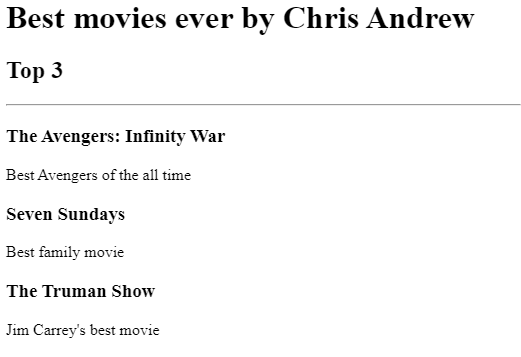 Best movies ever by Chris Andrew
Top 3
The Avengers: Infinity War
Best Avengers of the all time
Seven Sundays
Best family movie
The Truman Show
Jim Carrey's best movie